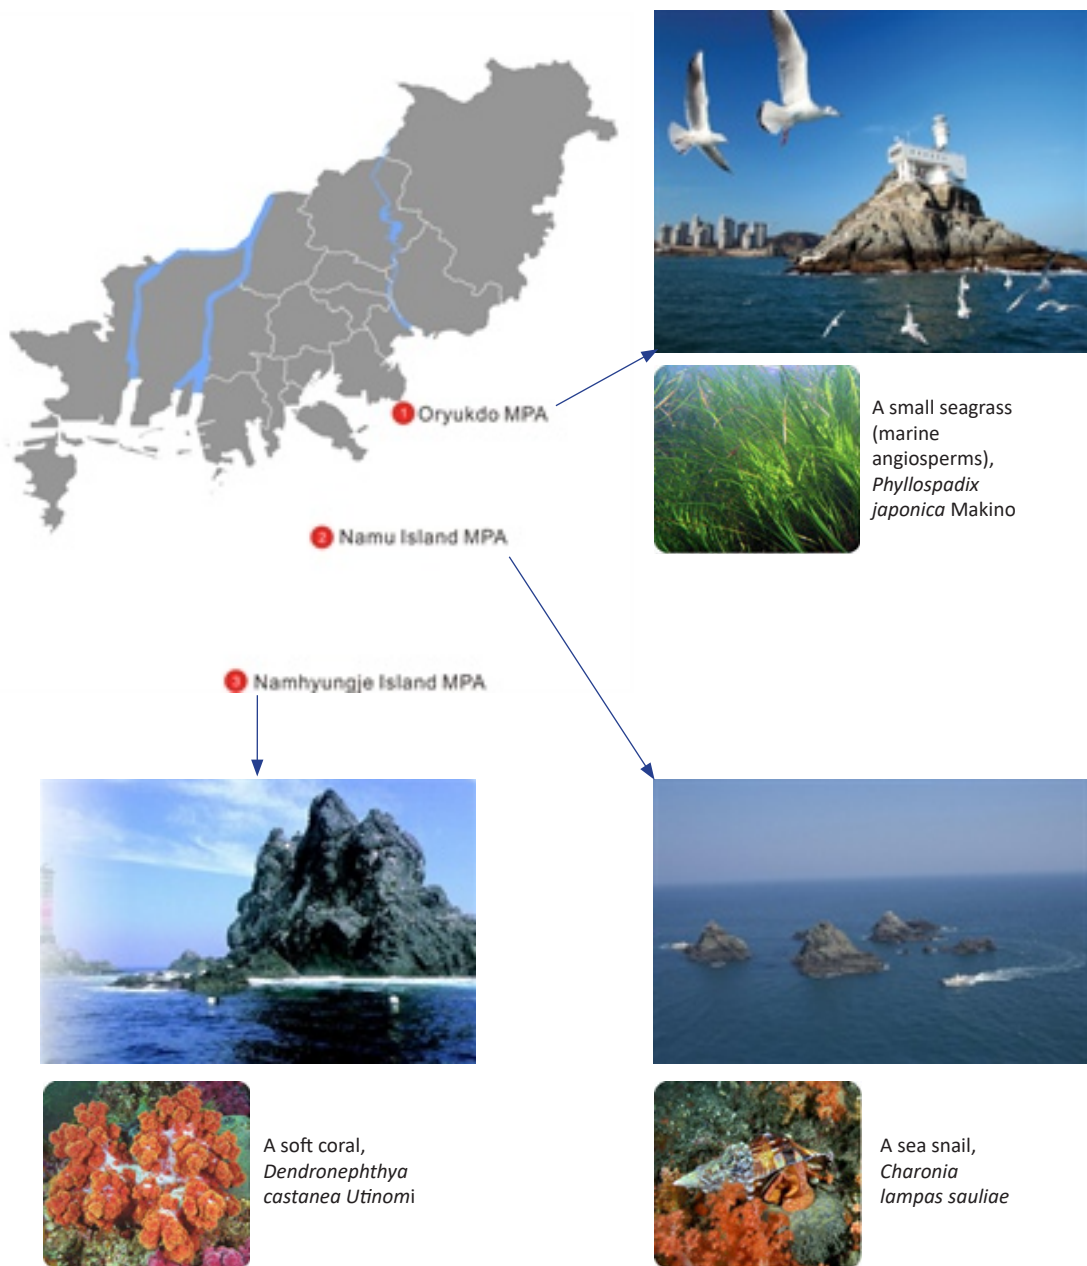 1 Oryukdo MPA
A small seagrass
(marine
angiosperms),
Phyllospadix
japonica Makino
2 Namu Island MPA
3 Namhyungje Island MPA
A soft coral,
Dendronephthya
castanea Utinomi
A sea snail,
Charonia
lampas sauliae